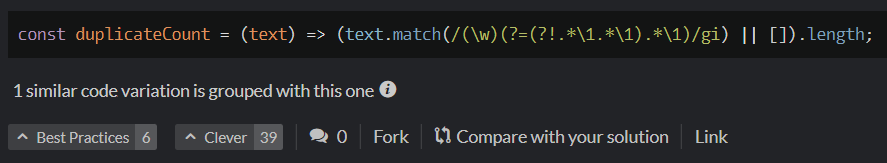 const duplicateCount = (text) => (text.match(/(\w)(?=(?!.*\1.*\1).*\1)/gi) || []).length;
1 similar code variation is grouped with this one
Best Practices 6 Clever 39 0 Fork Compare with your solution Link